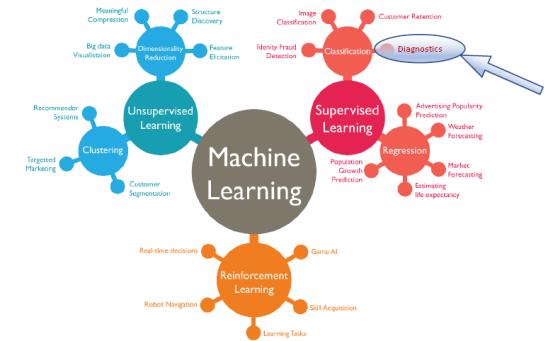 Meaningful
Compression
Structure
Discovery
Big data
Visualistation
Dimensionality
Reduction
Feature
Elicitation
Unsupervised
Learning
Recommender
Systems
Clustering
Targetted
Marketing
Customer
Segmentation
Machine
Learning
Image
Classification
Customer Retention
Idenity Fraud
Detection
Classification
Diagnostics
Supervised
Learning
Advertising Popularity
Prediction
Weather
Forecasting
Regression
Population
Growth
Prediction
Market
Forecasting
Estimating
life expectancy
Real-time decisions
Game AI
Reinforcement
Learning
Robot Navigation
Skill Acquisition
Learning Tasks